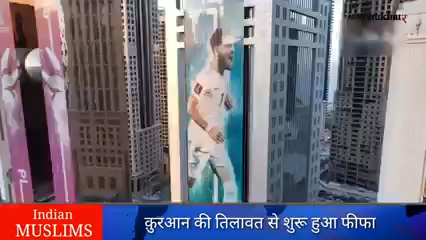 Indian
MUSLIMS
क़ुरआन की तिलावत से शुरू हुआ फीफा